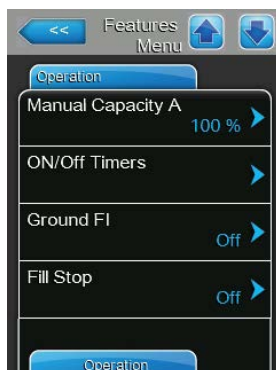 <<
Features
Menu
Operation
Manual Capacity A
100 %
ON/Off Timers
Ground FI
Off
Fill Stop
Off
Operation